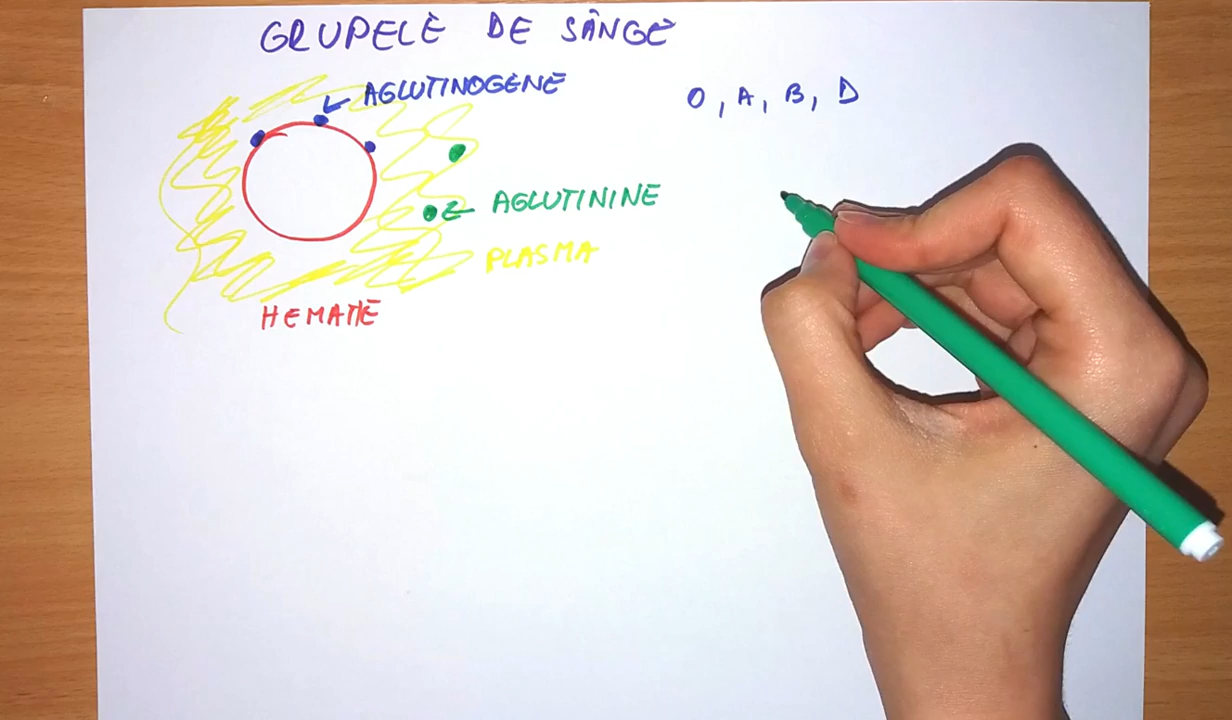 GRUPELE DE SÂNGE
AGLUTINOGENE
O, A, B, D
AGLUTININE
PLASMA
HEMATIE